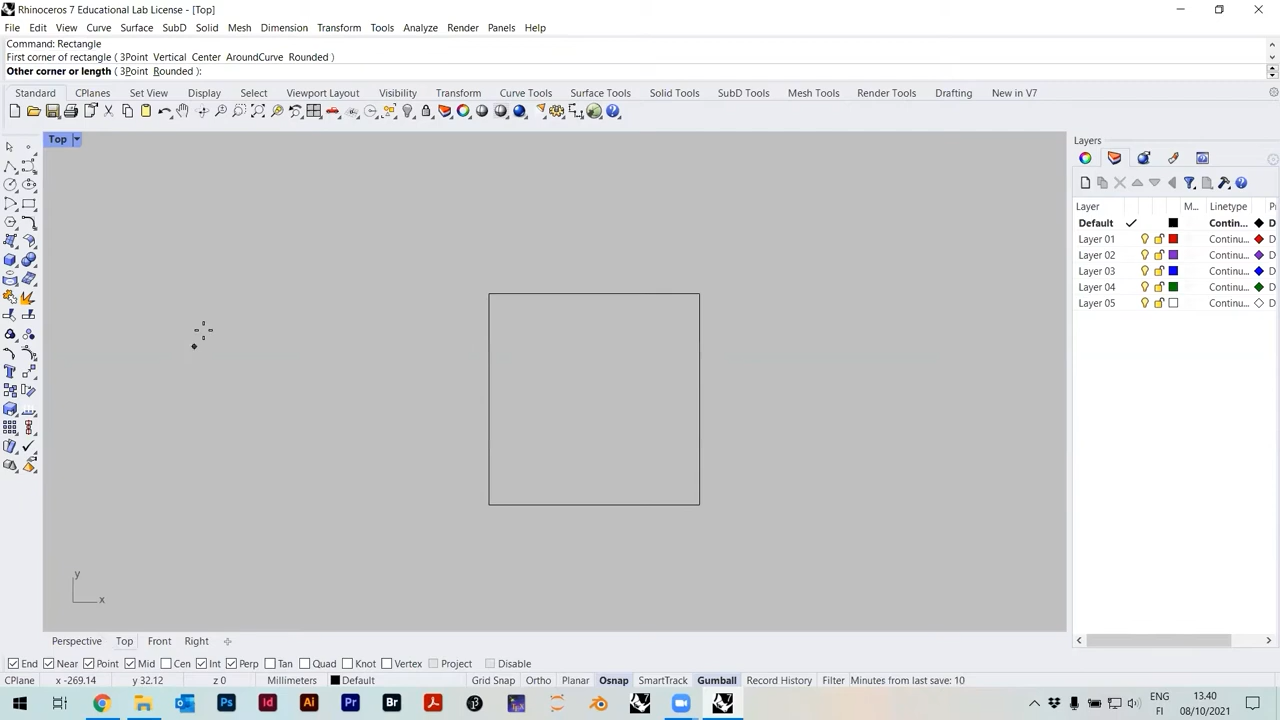 Rhinoceros 7 Educational Lab License - [Top]
File Edit View Curve Surface SubD Solid Mesh Dimension Transform Tools Analyze Render Panels Help
Command: Rectangle
First corner of rectangle ( 3Point Vertical Center AroundCurve Rounded )
Other corner or length ( 3Point Rounded ):
Standard CPlanes Set View Display Select Viewport Layout Visibility Transform Curve Tools Surface Tools Solid Tools SubD Tools Mesh Tools Render Tools Drafting New in V7
Top
Layers
Layer M... Linetype
Default Contin...
Layer 01 Continu... D
Layer 02 Continu... D
Layer 03 Continu... D
Layer 04 Continu... D
Layer 05 Continu... D
y
x
Perspective Top Front Right
End Near Point Mid Cen Int Perp Tan Quad Knot Vertex Project Disable
CPlane x -269.14 y 32.12 z 0 Millimeters Default Grid Snap Ortho Planar Osnap SmartTrack Gumball Record History Filter Minutes from last save: 10
Ps Id Ai Pr Br
ENG
FI
13.40
08/10/2021